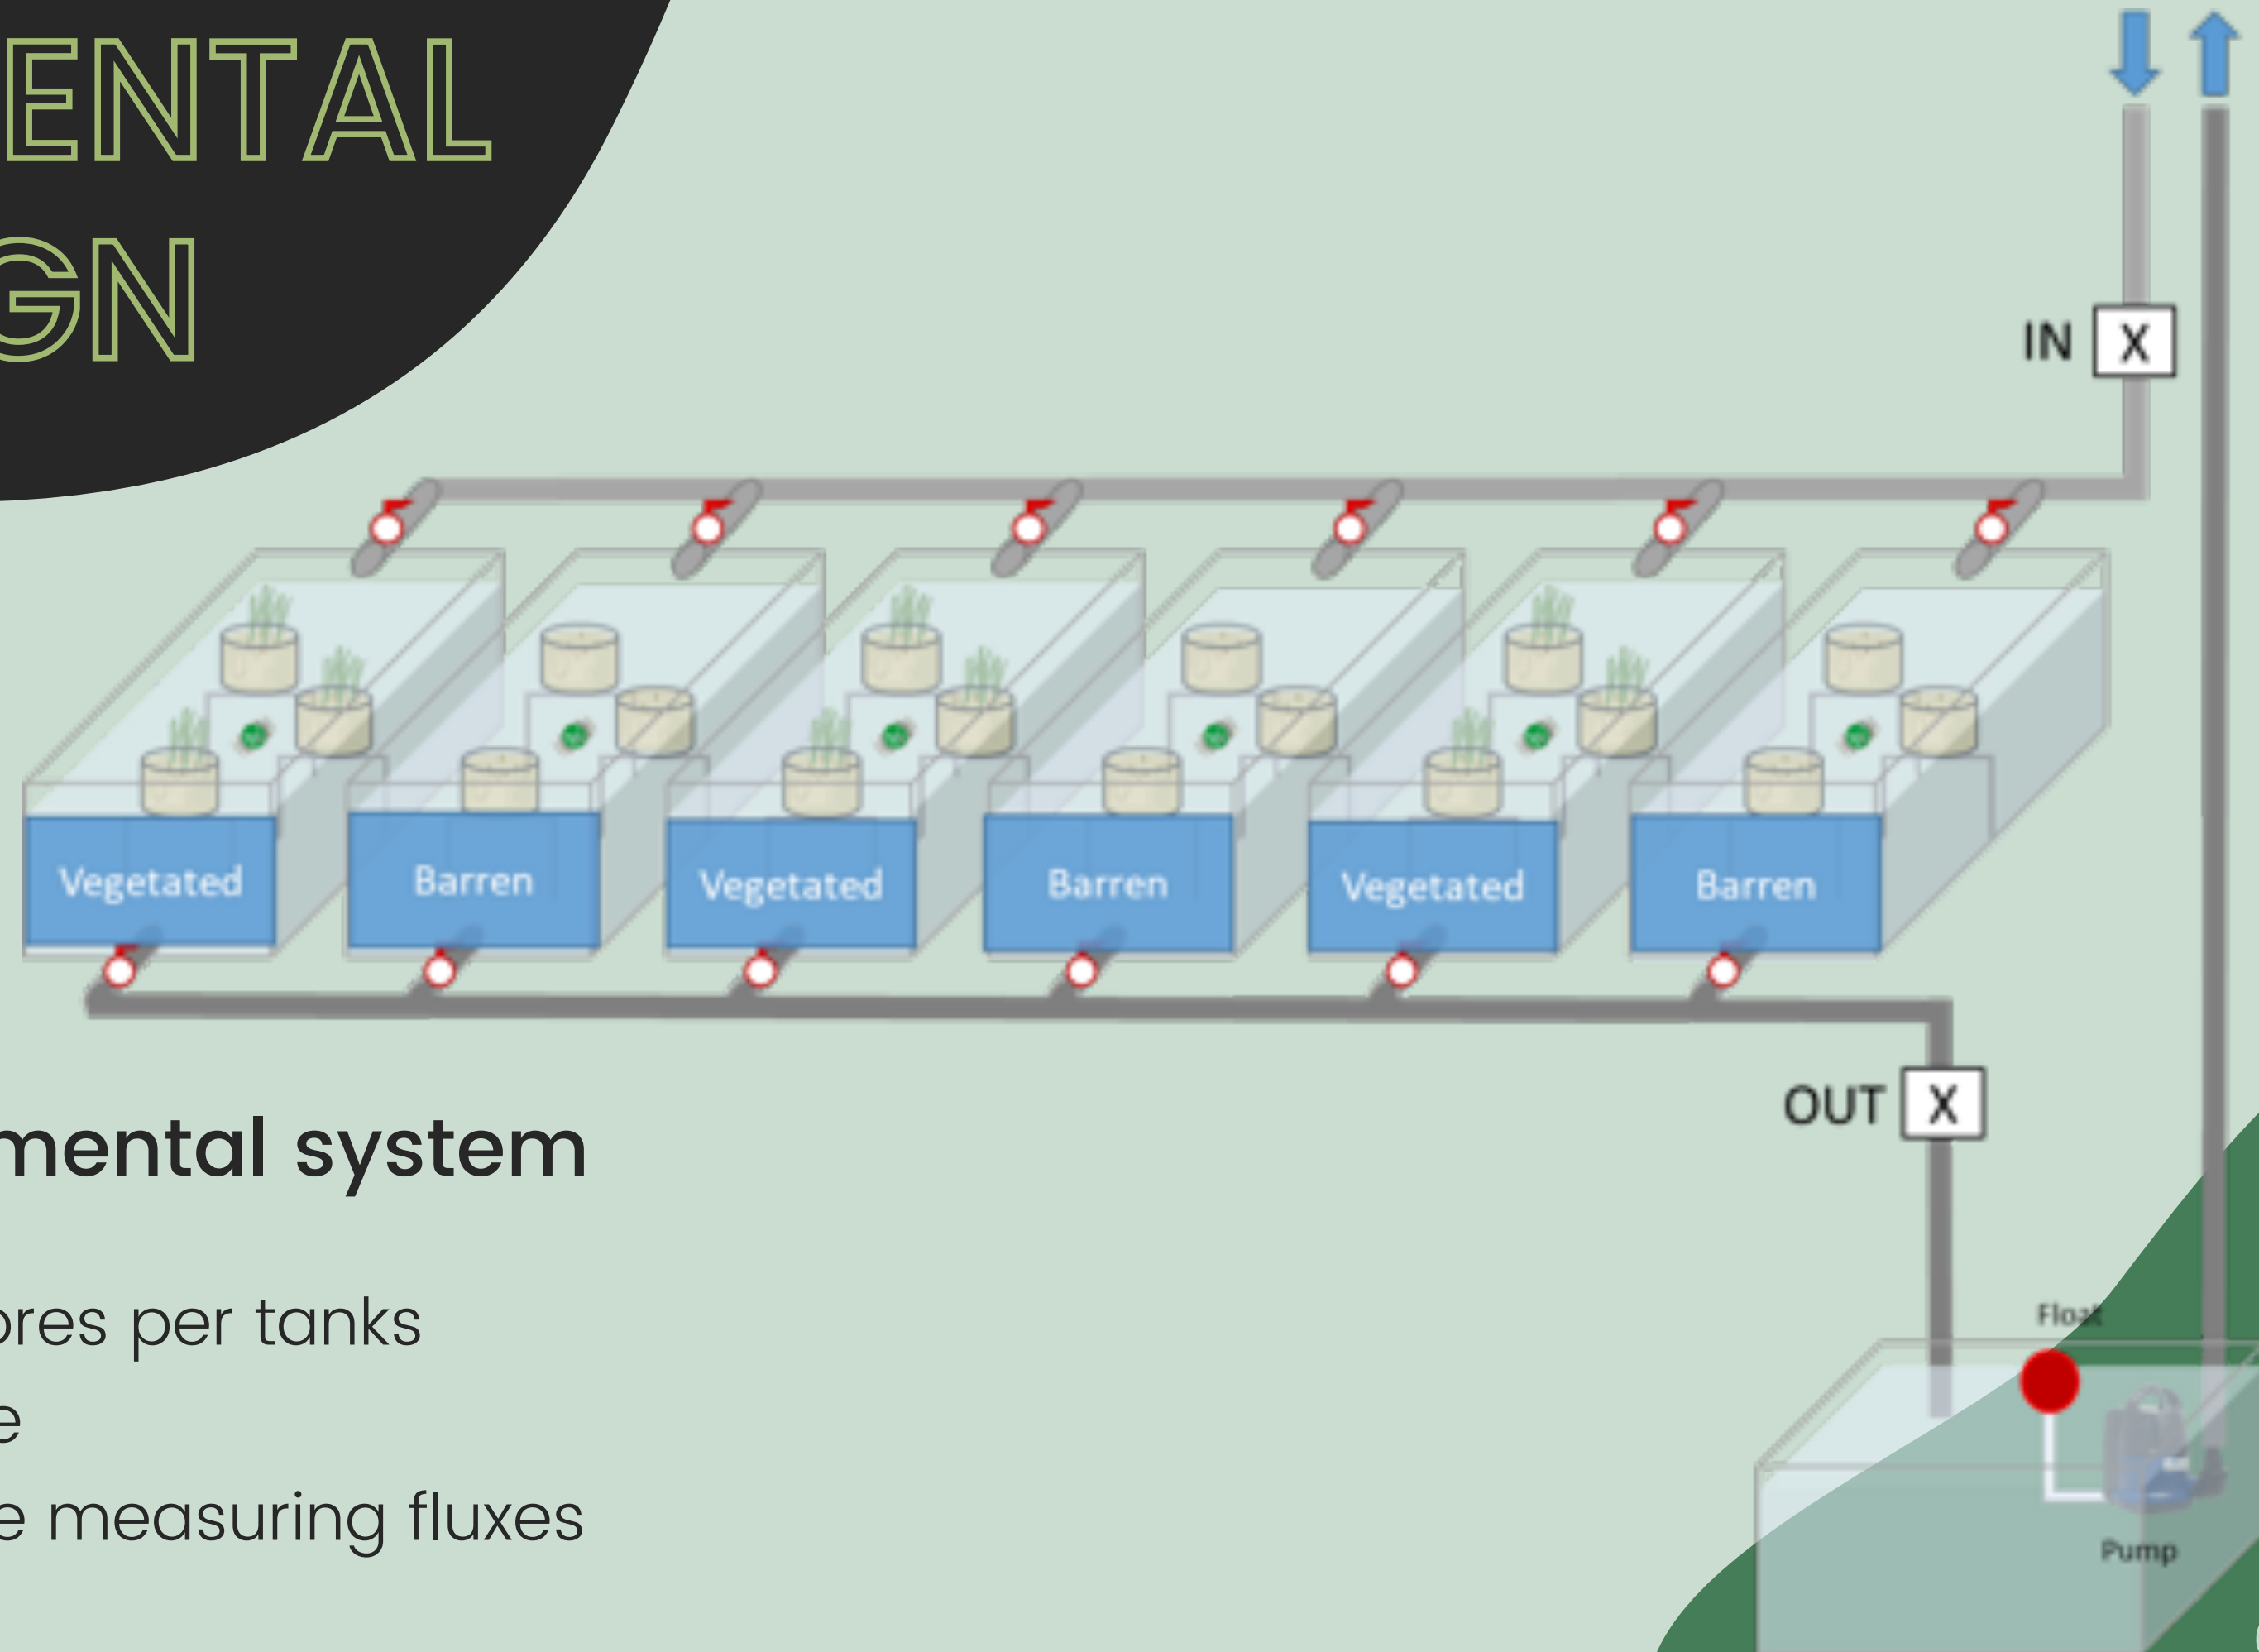 ENTAL
GN
IN X
Vegetated Barren Vegetated Barren Vegetated Barren
OUT X
mental system
ores per tanks
e
e measuring fluxes
Float
Pump